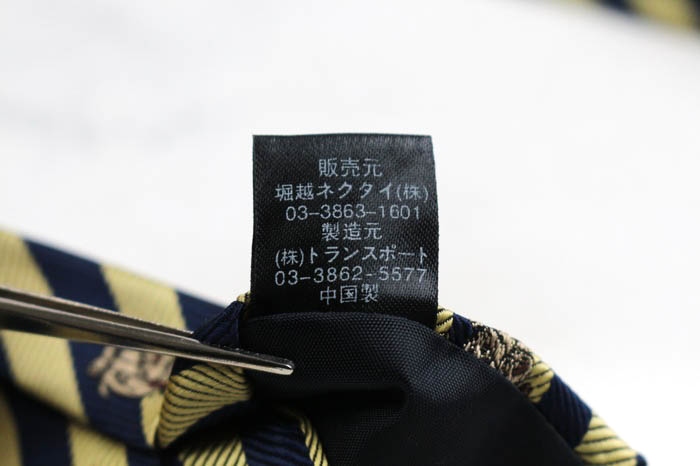 販売元
堀越ネクタイ(株)
03-3863-1601
製造元
(株)トランスポート
03-3862-5577
中国製